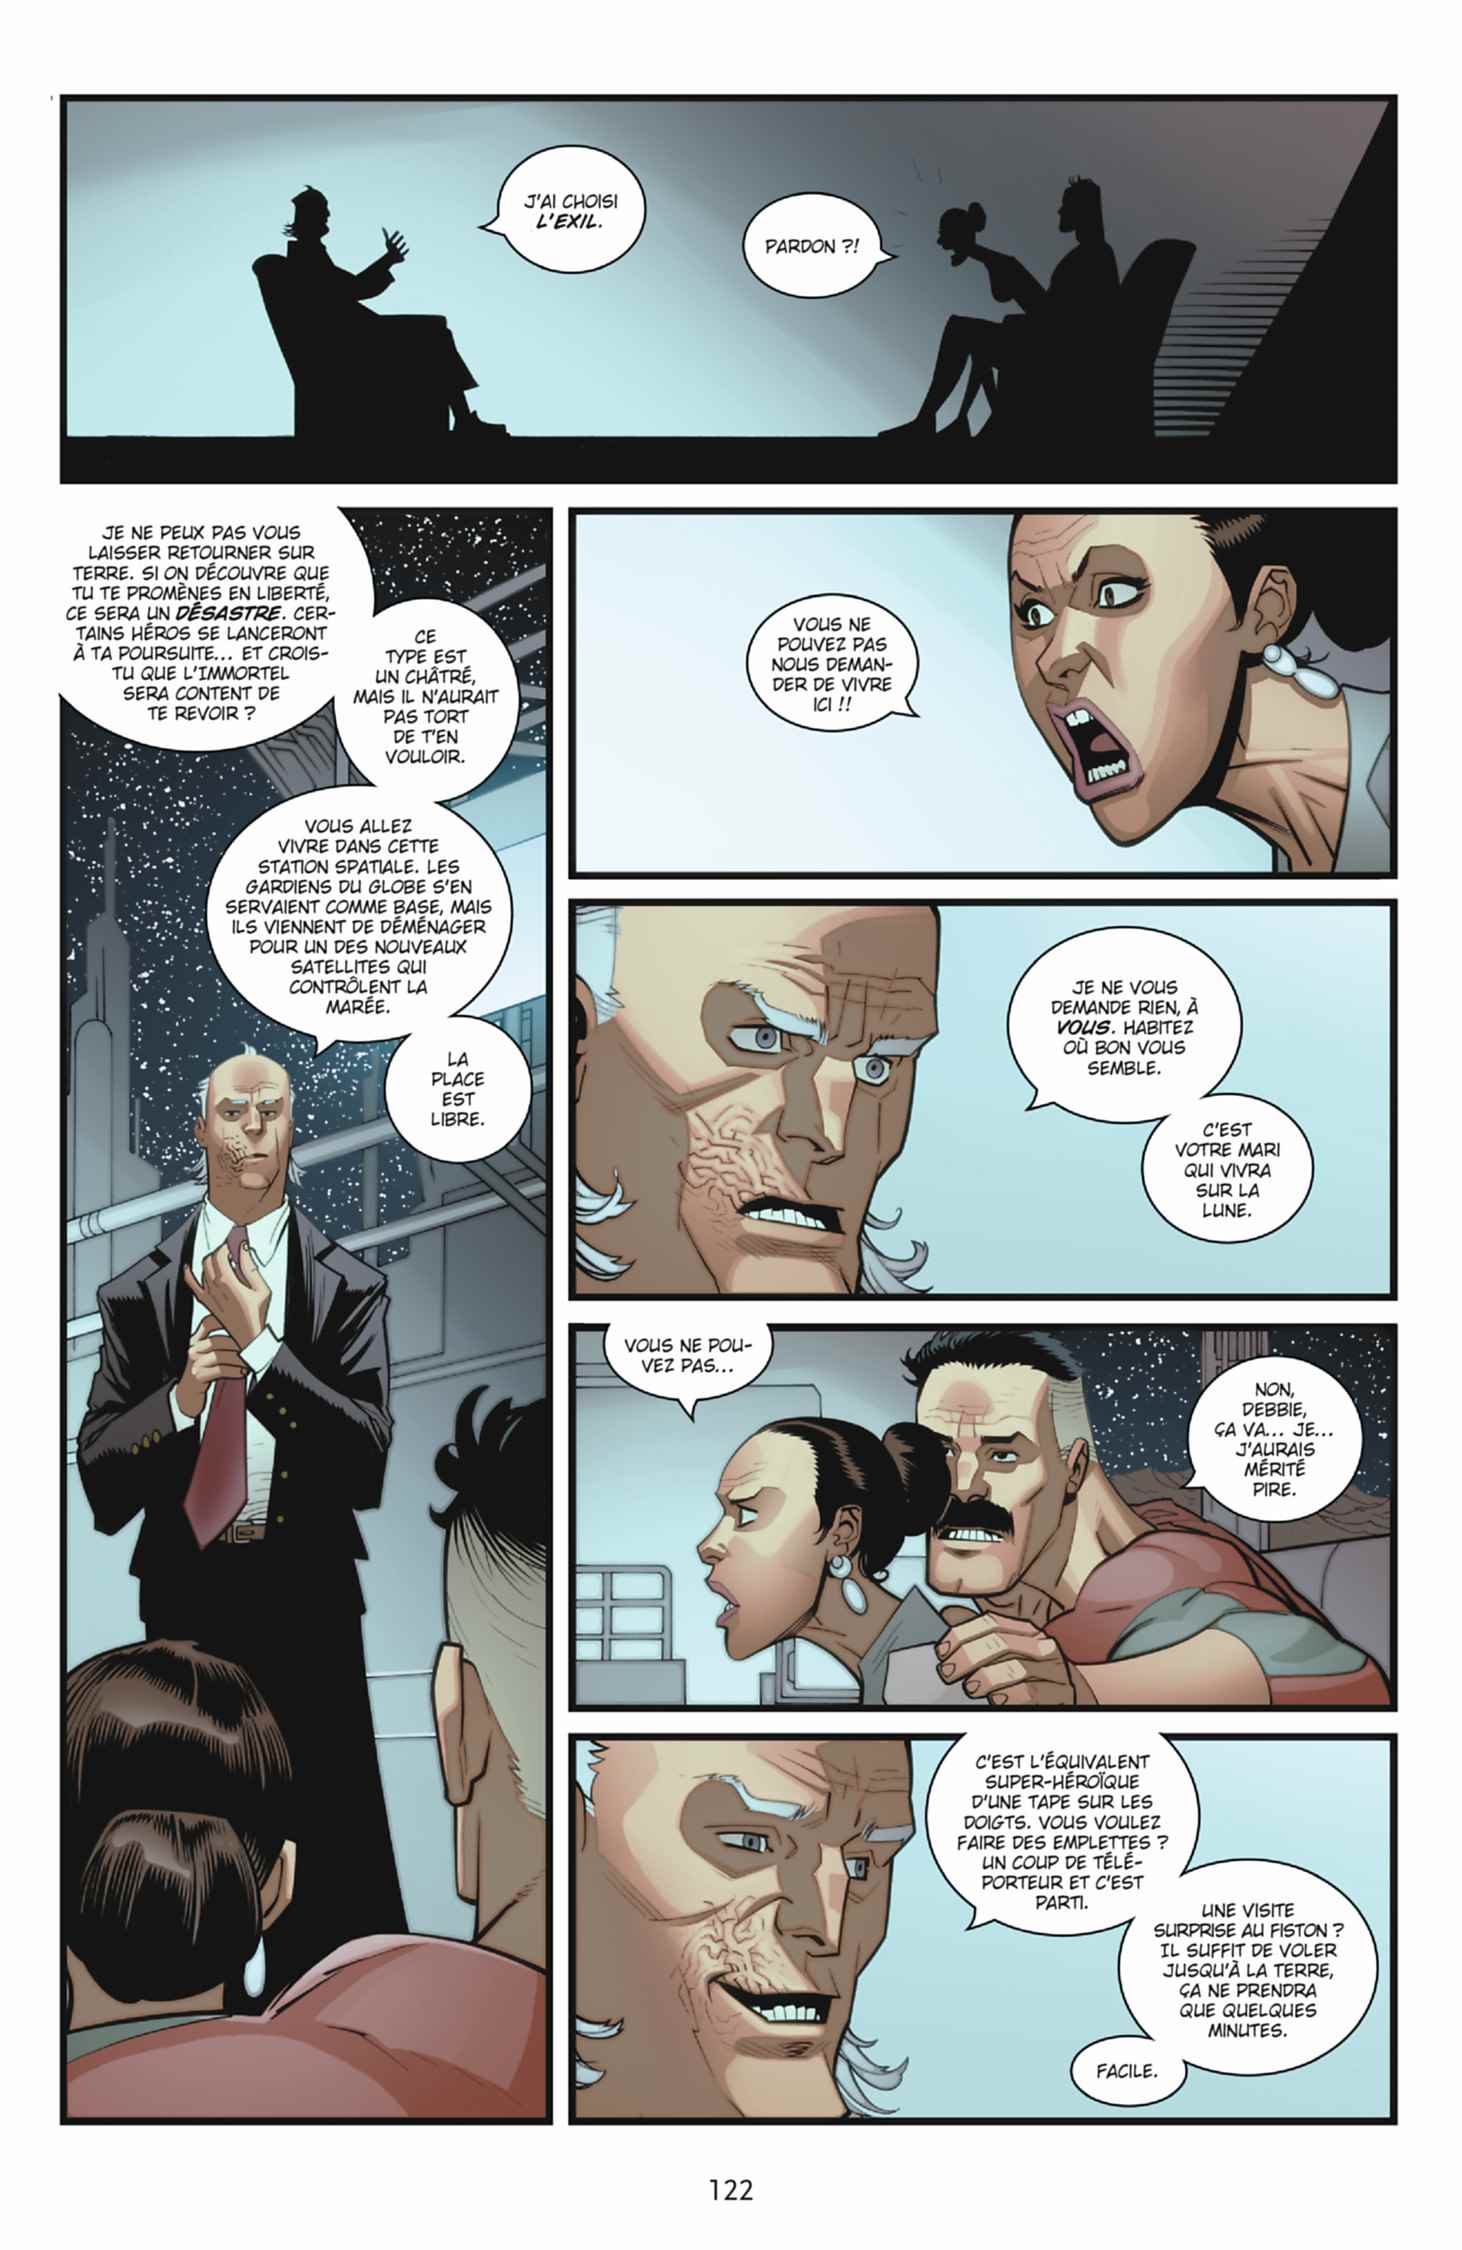 J'AI CHOISI
L'EXIL.
PARDON ?!
JE NE PEUX PAS VOUS
LAISSER RETOURNER SUR
TERRE. SI ON DÉCOUVRE QUE
TU TE PROMÈNES EN LIBERTÉ,
CE SERA UN DÉSASTRE. CER-
TAINS HÉROS SE LANCERONT
À TA POURSUITE... ET CROIS-
TU QUE L'IMMORTEL
SERA CONTENT DE
TE REVOIR ?
CE
TYPE EST
UN CHÂTRÉ,
MAIS IL N'AURAIT
PAS TORT
DE T'EN
VOULOIR.
VOUS ALLEZ
VIVRE DANS CETTE
STATION SPATIALE. LES
GARDIENS DU GLOBE S'EN
SERVAIENT COMME BASE, MAIS
ILS VIENNENT DE DÉMÉNAGER
POUR UN DES NOUVEAUX
SATELLITES QUI
CONTRÔLENT LA
MARÉE.
LA
PLACE
EST
LIBRE.
VOUS NE
POUVEZ PAS
NOUS DEMAN-
DER DE VIVRE
ICI !!
JE NE VOUS
DEMANDE RIEN, À
VOUS. HABITEZ
OÙ BON VOUS
SEMBLE.
C'EST
VOTRE MARI
QUI VIVRA
SUR LA
LUNE.
VOUS NE POU-
VEZ PAS...
NON,
DEBBIE,
ÇA VA... JE...
J'AURAIS
MÉRITÉ
PIRE.
C'EST L'ÉQUIVALENT
SUPER-HÉROÏQUE
D'UNE TAPE SUR LES
DOIGTS. VOUS VOULEZ
FAIRE DES EMPLETTES ?
UN COUP DE TÉLÉ-
PORTEUR ET C'EST
PARTI.
UNE VISITE
SURPRISE AU FISTON ?
IL SUFFIT DE VOLER
JUSQU'À LA TERRE,
ÇA NE PRENDRA
QUE QUELQUES
MINUTES.
FACILE.
122